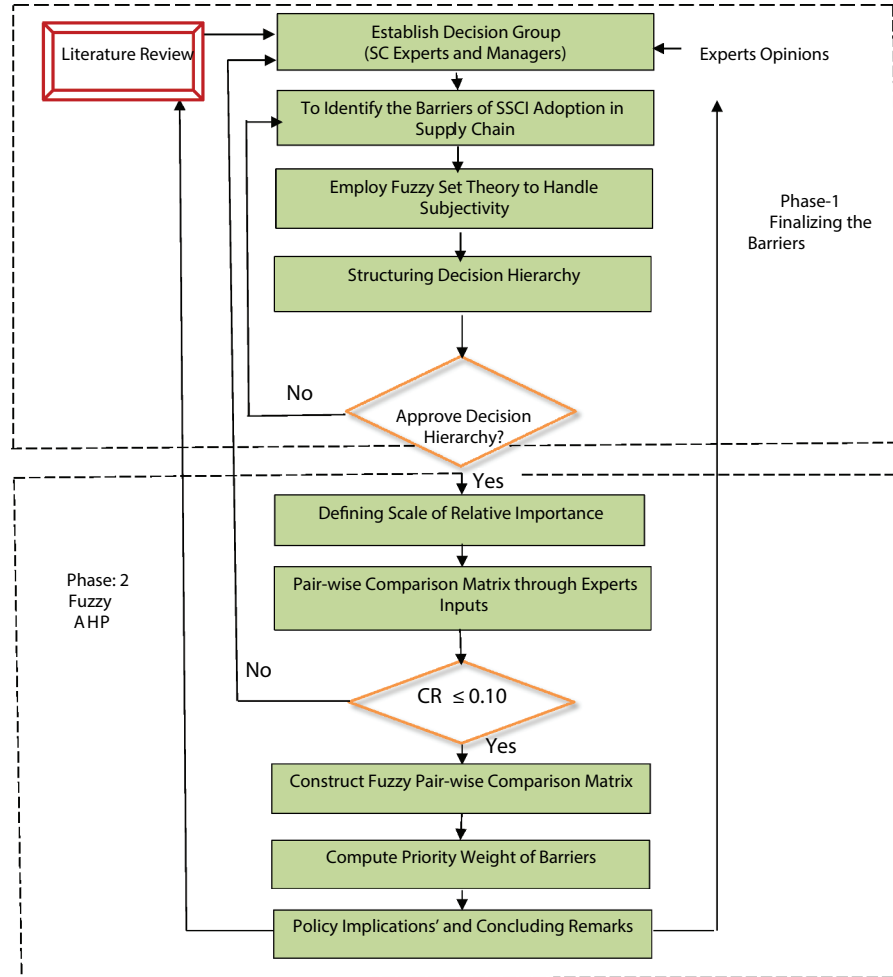 Literature Review
Establish Decision Group
(SC Experts and Managers)
Experts Opinions
To Identify the Barriers of SSCI Adoption in
Supply Chain
Employ Fuzzy Set Theory to Handle
Subjectivity
Phase-1
Finalizing the
Barriers
Structuring Decision Hierarchy
No
Approve Decision
Hierarchy?
Yes
Defining Scale of Relative Importance
Phase: 2
Fuzzy
AHP
Pair-wise Comparison Matrix through Experts
Inputs
No
CR ≤ 0.10
Yes
Construct Fuzzy Pair-wise Comparison Matrix
Compute Priority Weight of Barriers
Policy Implications’ and Concluding Remarks